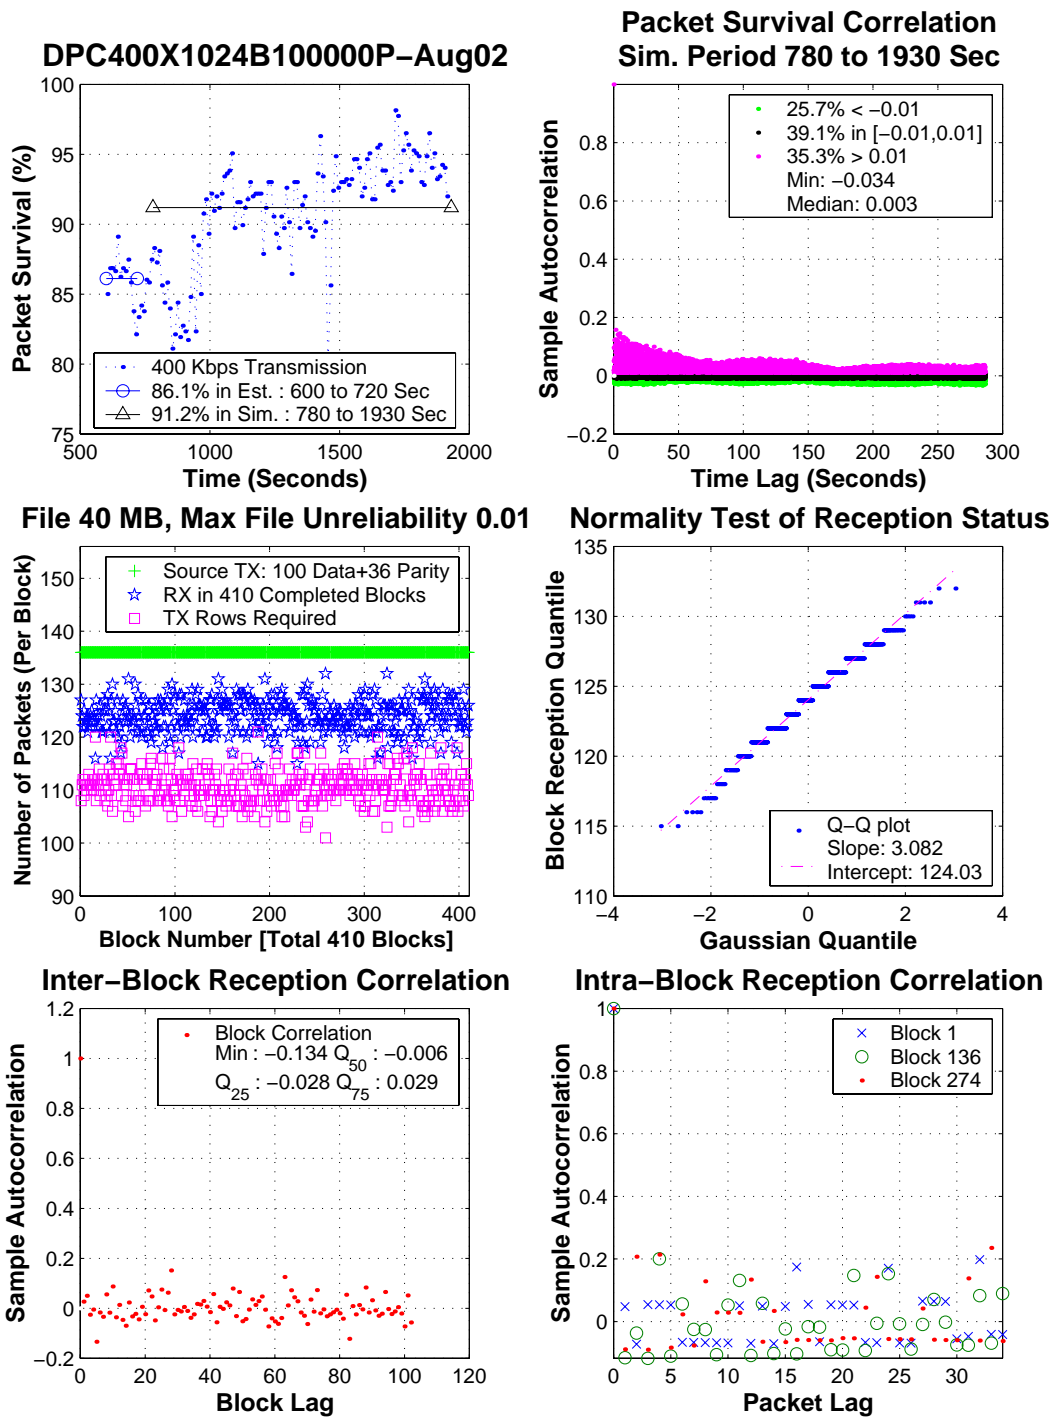 DPC400X1024B100000P−Aug02
100
95
90
85
80
75
500
1000
1500
2000
Packet Survival (%)
Time (Seconds)
400 Kbps Transmission
86.1% in Est. : 600 to 720 Sec
91.2% in Sim. : 780 to 1930 Sec
Packet Survival Correlation
Sim. Period 780 to 1930 Sec
0.8
0.6
0.4
0.2
0
−0.2
0
50
100
150
200
250
300
Sample Autocorrelation
Time Lag (Seconds)
25.7% < −0.01
39.1% in [−0.01,0.01]
35.3% > 0.01
Min: −0.034
Median: 0.003
File 40 MB, Max File Unreliability 0.01
150
140
130
120
110
100
90
0
100
200
300
400
Number of Packets (Per Block)
Block Number [Total 410 Blocks]
Source TX: 100 Data+36 Parity
RX in 410 Completed Blocks
TX Rows Required
Normality Test of Reception Status
135
130
125
120
115
110
−4
−2
0
2
4
Block Reception Quantile
Gaussian Quantile
Q−Q plot
Slope: 3.082
Intercept: 124.03
Inter−Block Reception Correlation
1.2
1
0.8
0.6
0.4
0.2
0
−0.2
0
20
40
60
80
100
120
Sample Autocorrelation
Block Lag
Block Correlation
Min : −0.134 Q50 : −0.006
Q25 : −0.028 Q75 : 0.029
Intra−Block Reception Correlation
1
0.8
0.6
0.4
0.2
0
0
5
10
15
20
25
30
Sample Autocorrelation
Packet Lag
Block 1
Block 136
Block 274